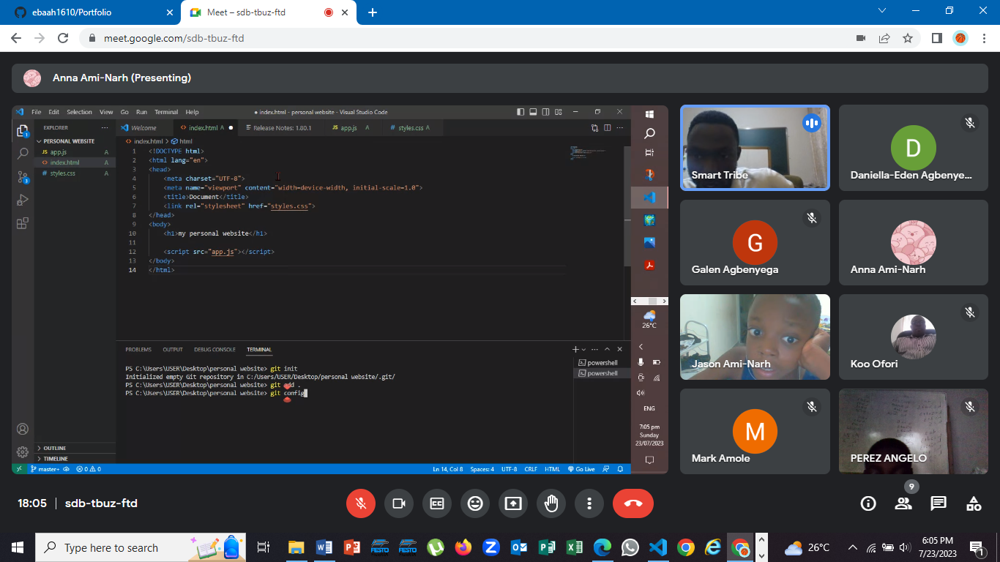 ebaah1610/Portfolio
Meet – sdb-tbuz-ftd
meet.google.com/sdb-tbuz-ftd
Anna Ami-Narh (Presenting)
File Edit Selection View Go Run Terminal Help
● index.html - personal website - Visual Studio Code
EXPLORER
Welcome
index.html A
Release Notes: 1.80.1
JS app.js A
# styles.css A
PERSONAL WEBSITE
JS app.js A
<> index.html A
# styles.css A
<> index.html > html
1 <!DOCTYPE html>
2 <html lang="en">
3 <head>
4 <meta charset="UTF-8">
5 <meta name="viewport" content="width=device-width, initial-scale=1.0">
6 <title>Document</title>
7 <link rel="stylesheet" href="styles.css">
8 </head>
9 <body>
10 <h1>my personal website</h1>
11
12 <script src="app.js"></script>
13 </body>
14 </html>
PROBLEMS OUTPUT DEBUG CONSOLE TERMINAL
PS C:\Users\USER\Desktop\personal website> git init
Initialized empty Git repository in C:/Users/USER/Desktop/personal website/.git/
PS C:\Users\USER\Desktop\personal website> git add .
PS C:\Users\USER\Desktop\personal website> git config
powershell
powershell
OUTLINE
TIMELINE
master+
0 0
Ln 14, Col 8 Spaces: 4 UTF-8 CRLF HTML Go Live
26°C
ENG
7:05 pm
Sunday
23/07/2023
Smart Tribe
D
Daniella-Eden Agbenye...
G
Galen Agbenyega
Anna Ami-Narh
Jason Ami-Narh
Koo Ofori
M
Mark Amole
PEREZ ANGELO
18:05 | sdb-tbuz-ftd
9
Type here to search
FESTO
FESTO
26°C
6:05 PM
7/23/2023
1